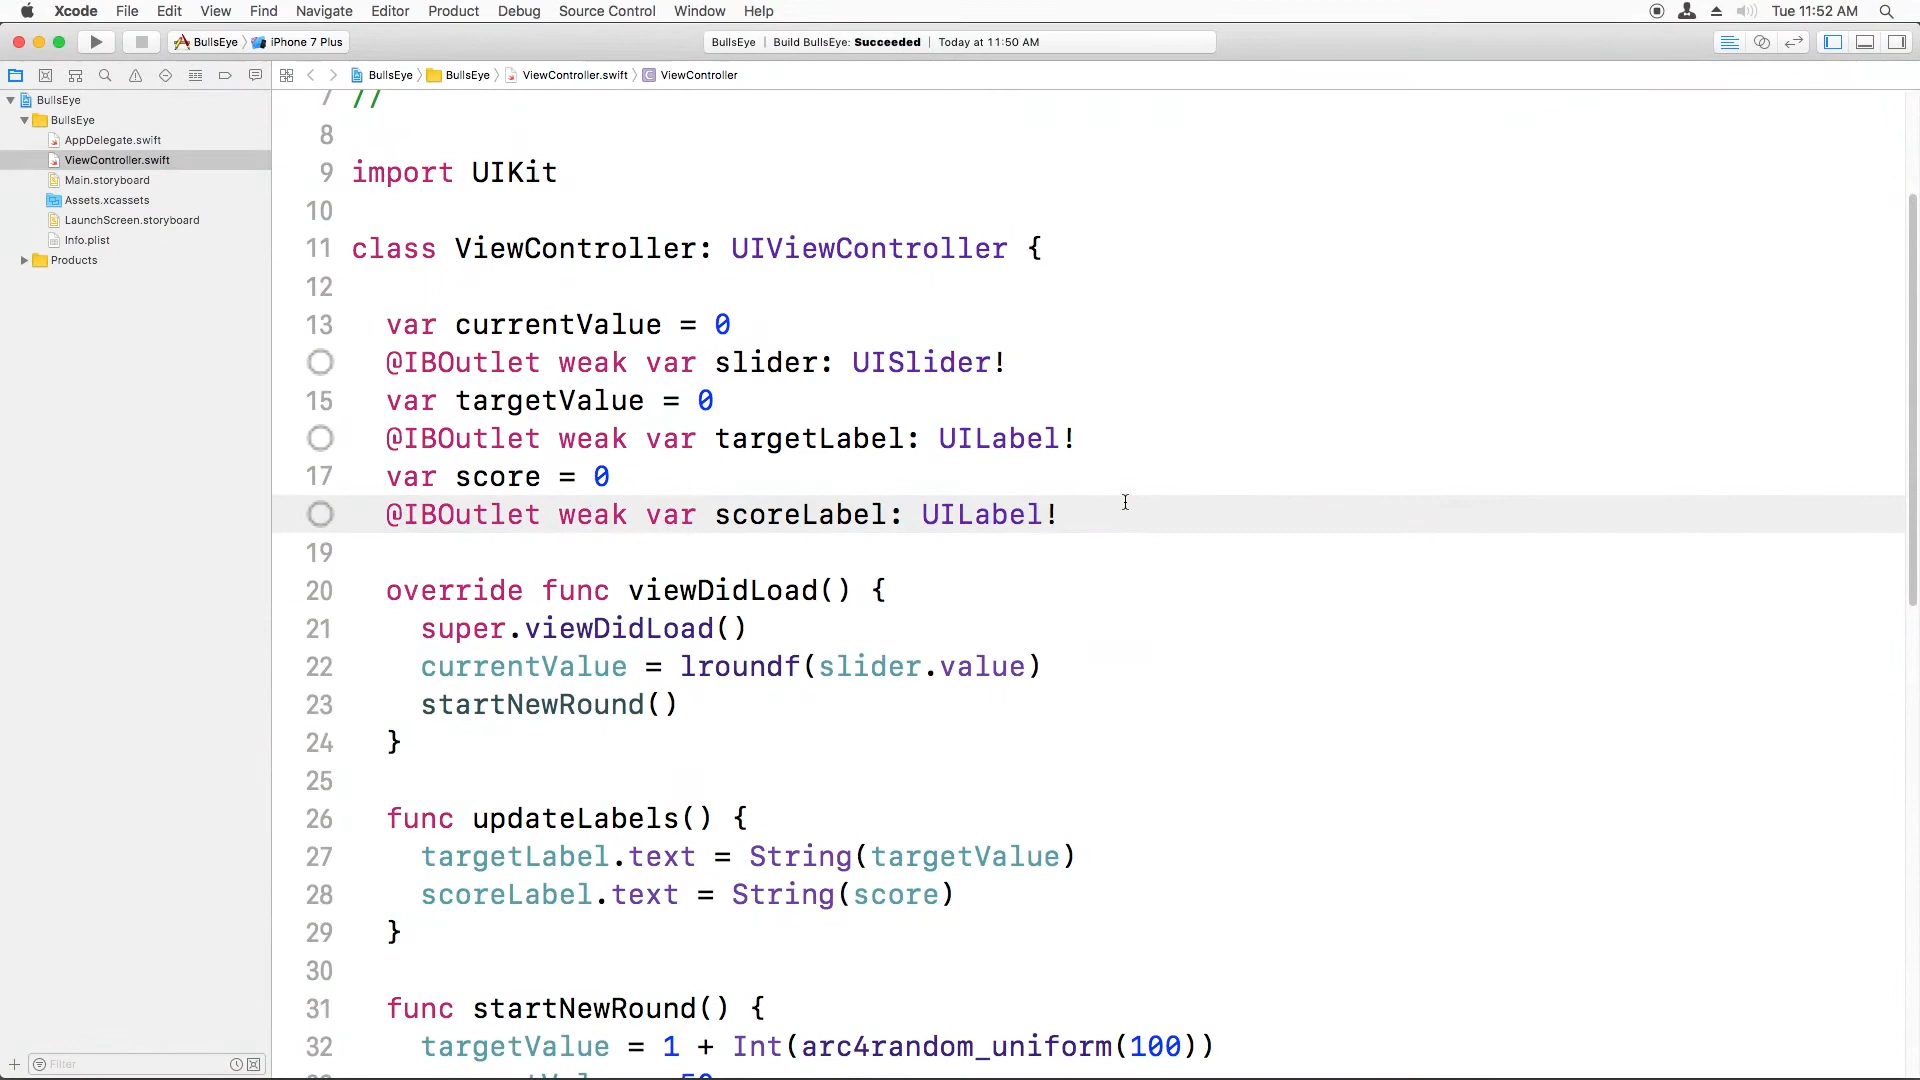 Xcode File Edit View Find Navigate Editor Product Debug Source Control Window Help Tue 11:52 AM
BullsEye iPhone 7 Plus BullsEye | Build BullsEye: Succeeded | Today at 11:50 AM
BullsEye BullsEye ViewController.swift C ViewController
BullsEye
BullsEye
AppDelegate.swift
ViewController.swift
Main.storyboard
Assets.xcassets
LaunchScreen.storyboard
Info.plist
Products
Filter
7 //
8
9 import UIKit
10
11 class ViewController: UIViewController {
12
13 var currentValue = 0
@IBOutlet weak var slider: UISlider!
15 var targetValue = 0
@IBOutlet weak var targetLabel: UILabel!
17 var score = 0
@IBOutlet weak var scoreLabel: UILabel!
19
20 override func viewDidLoad() {
21 super.viewDidLoad()
22 currentValue = lroundf(slider.value)
23 startNewRound()
24 }
25
26 func updateLabels() {
27 targetLabel.text = String(targetValue)
28 scoreLabel.text = String(score)
29 }
30
31 func startNewRound() {
32 targetValue = 1 + Int(arc4random_uniform(100))